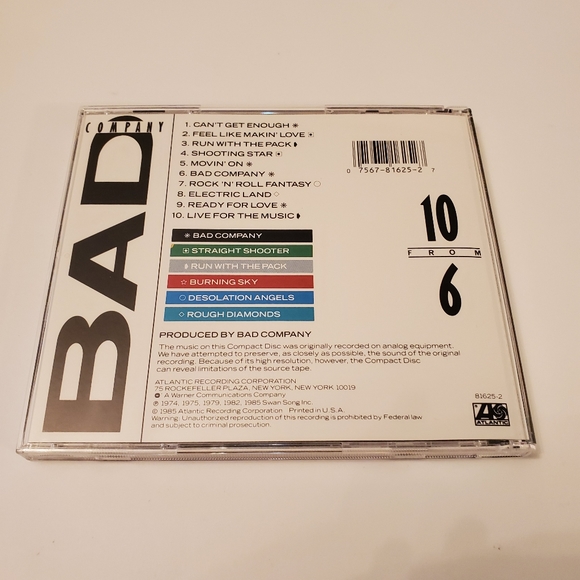 BAD
COMPANY
1. CAN'T GET ENOUGH ✳
2. FEEL LIKE MAKIN' LOVE ⊡
3. RUN WITH THE PACK ◗
4. SHOOTING STAR ⊡
5. MOVIN' ON ✳
6. BAD COMPANY ✳
7. ROCK 'N' ROLL FANTASY ○
8. ELECTRIC LAND ◇
9. READY FOR LOVE ✳
10. LIVE FOR THE MUSIC ◗
✳ BAD COMPANY
⊡ STRAIGHT SHOOTER
◗ RUN WITH THE PACK
☆ BURNING SKY
○ DESOLATION ANGELS
◇ ROUGH DIAMONDS
PRODUCED BY BAD COMPANY
The music on this Compact Disc was originally recorded on analog equipment.
We have attempted to preserve, as closely as possible, the sound of the original
recording. Because of its high resolution, however, the Compact Disc
can reveal limitations of the source tape.
ATLANTIC RECORDING CORPORATION
75 ROCKEFELLER PLAZA, NEW YORK, NEW YORK 10019
A Warner Communications Company
℗ 1974, 1975, 1979, 1982, 1985 Swan Song Inc.
© 1985 Atlantic Recording Corporation Printed in U.S.A.
Warning: Unauthorized reproduction of this recording is prohibited by Federal law
and subject to criminal prosecution.
0 7567-81625-2 7
10
FROM
6
81625-2
ATLANTIC